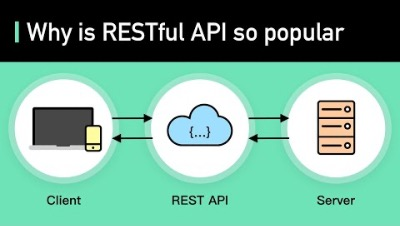 Why is RESTful API so popular
{...}
Client
REST API
Server